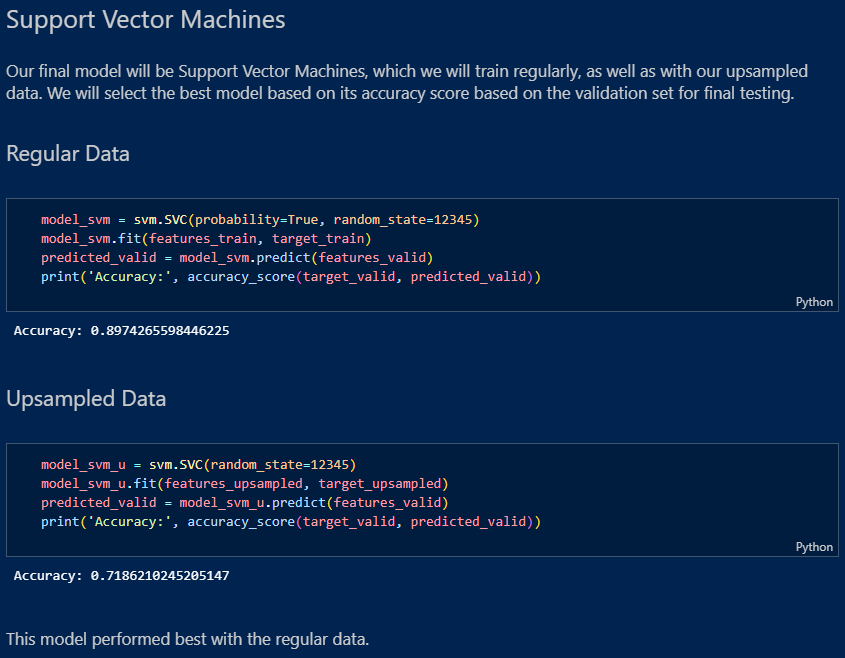 Support Vector Machines
Our final model will be Support Vector Machines, which we will train regularly, as well as with our upsampled
data. We will select the best model based on its accuracy score based on the validation set for final testing.
Regular Data
model_svm = svm.SVC(probability=True, random_state=12345)
model_svm.fit(features_train, target_train)
predicted_valid = model_svm.predict(features_valid)
print('Accuracy:', accuracy_score(target_valid, predicted_valid))
Python
Accuracy: 0.8974265598446225
Upsampled Data
model_svm_u = svm.SVC(random_state=12345)
model_svm_u.fit(features_upsampled, target_upsampled)
predicted_valid = model_svm_u.predict(features_valid)
print('Accuracy:', accuracy_score(target_valid, predicted_valid))
Python
Accuracy: 0.7186210245205147
This model performed best with the regular data.